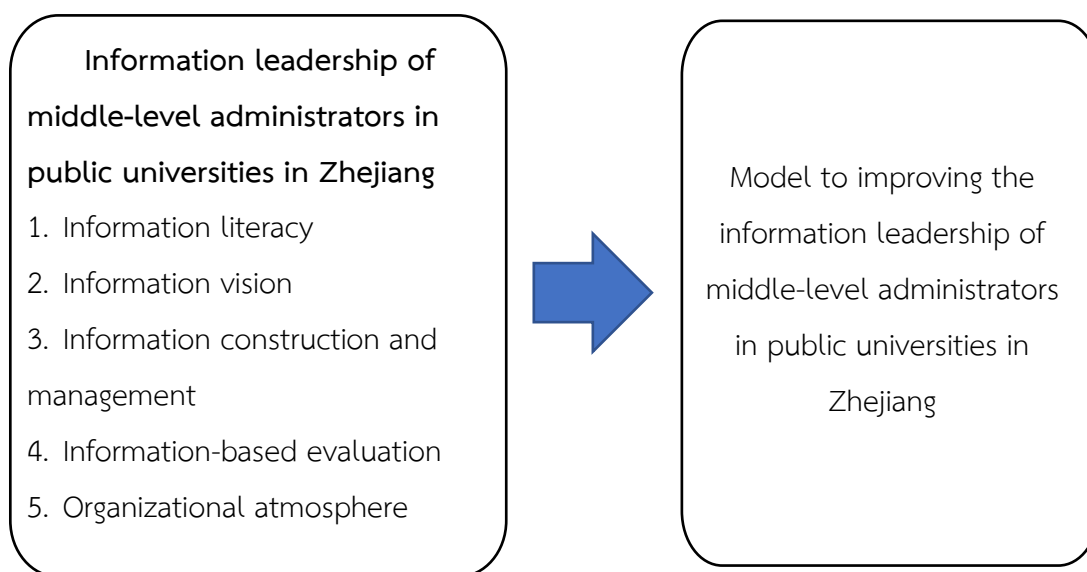 Information leadership of
middle-level administrators in
public universities in Zhejiang
1. Information literacy
2. Information vision
3. Information construction and
management
4. Information-based evaluation
5. Organizational atmosphere
Model to improving the
information leadership of
middle-level administrators
in public universities in
Zhejiang